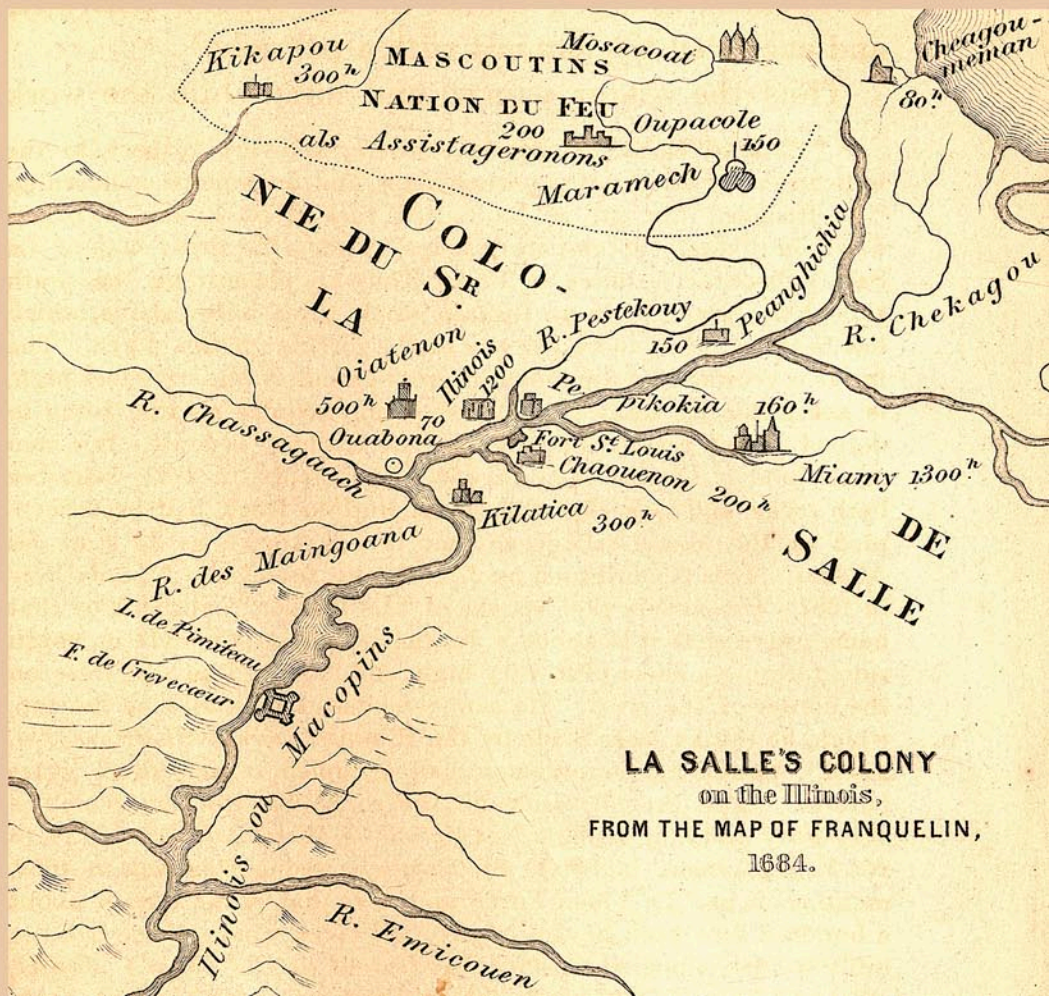 Kikapou
300ʰ
MASCOUTINS
Mosacoat
Cheagou-
meman
80.ʰ
NATION DU FEU
200
Oupacole
150
als Assistageronons
Maramech
COLO-
NIE DU Sᴿ.
LA
Peanghichia
150
R. Pestekouy
R. Chekagou
Oiatenon
500ʰ
Ilinois
1200
70
Ouabona
Pe
pikokia
160.ʰ
R. Chassagaach
Fort Sᵗ. Louis
Chaouenon 200ʰ
Miamy 1300ʰ
Kilatica 300ʰ
DE
SALLE
R. des Maingoana
L. de Pimiteau
F. de Crevecœur
Ilinois ou Macopins
R. Emicouen
LA SALLE'S COLONY
on the Illinois,
FROM THE MAP OF FRANQUELIN,
1684.